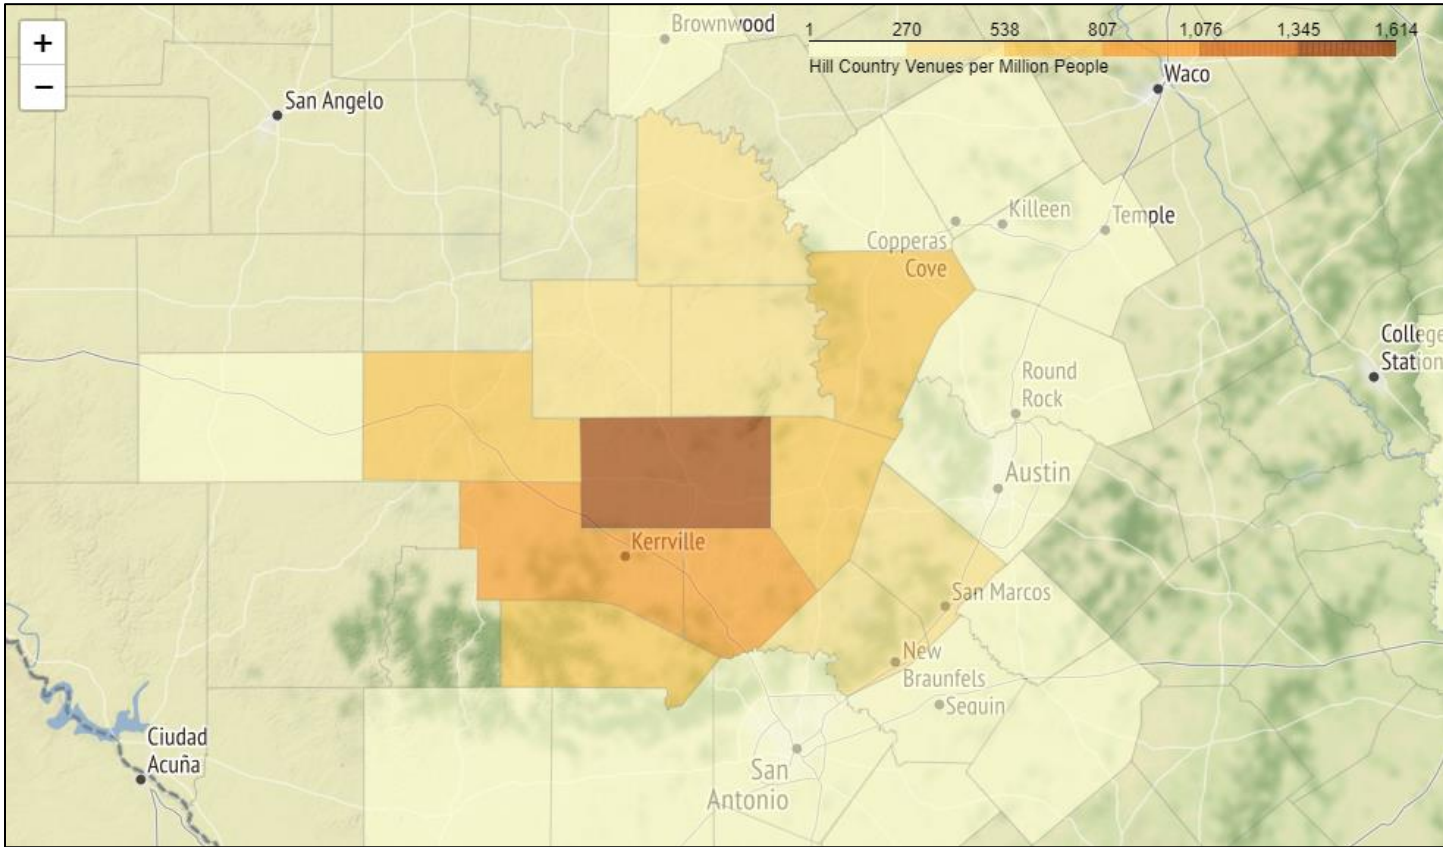 +
−
Brownwood
1 270 538 807 1,076 1,345 1,614
Hill Country Venues per Million People
Waco
San Angelo
Killeen
Temple
Copperas
Cove
College
Station
Round
Rock
Austin
Kerrville
San Marcos
New
Braunfels
Seguin
Ciudad
Acuña
San
Antonio